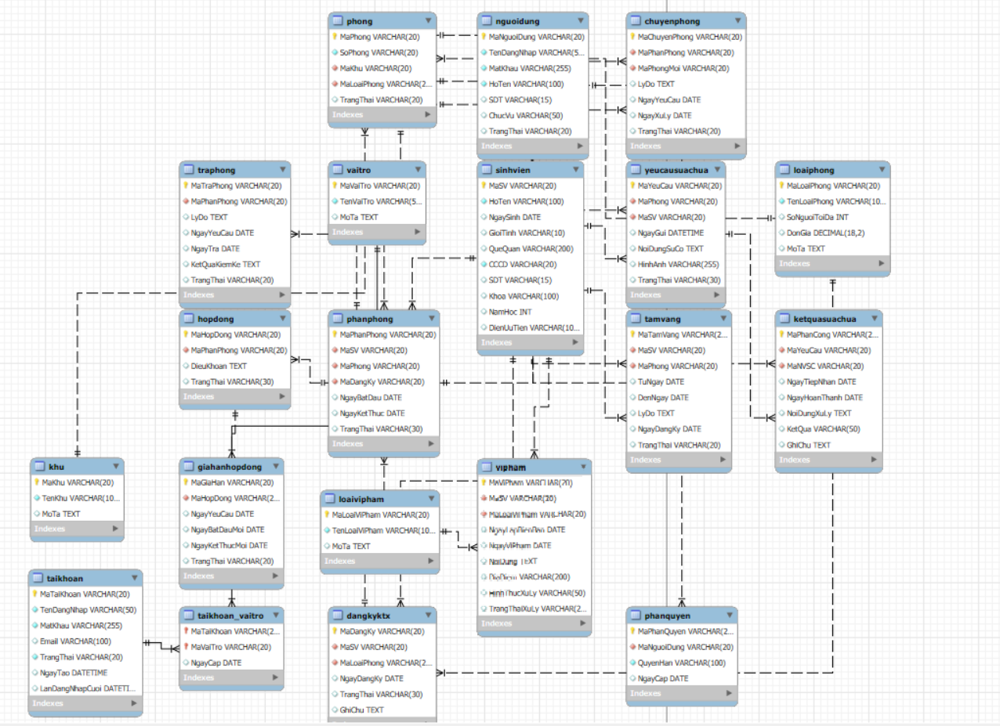 phong
MaPhong VARCHAR(20)
SoPhong VARCHAR(20)
MaKhu VARCHAR(20)
MaLoaiPhong VARCHAR(2...
TrangThai VARCHAR(20)
Indexes
nguoidung
MaNguoiDung VARCHAR(20)
TenDangNhap VARCHAR(5...
MatKhau VARCHAR(255)
HoTen VARCHAR(100)
SDT VARCHAR(15)
ChucVu VARCHAR(50)
TrangThai VARCHAR(20)
Indexes
chuyenphong
MaChuyenPhong VARCHAR(20)
MaPhanPhong VARCHAR(20)
MaPhongMoi VARCHAR(20)
LyDo TEXT
NgayYeuCau DATE
NgayXuLy DATE
TrangThai VARCHAR(20)
Indexes
traphong
MaTraPhong VARCHAR(20)
MaPhanPhong VARCHAR(20)
LyDo TEXT
NgayYeuCau DATE
NgayTra DATE
KetQuaKiemKe TEXT
TrangThai VARCHAR(20)
Indexes
vaitro
MaVaiTro VARCHAR(20)
TenVaiTro VARCHAR(5...
MoTa TEXT
Indexes
sinhvien
MaSV VARCHAR(20)
HoTen VARCHAR(100)
NgaySinh DATE
GioiTinh VARCHAR(10)
QueQuan VARCHAR(200)
CCCD VARCHAR(20)
SDT VARCHAR(15)
Khoa VARCHAR(100)
NamHoc INT
DienUuTien VARCHAR(10...
Indexes
yeucausuachua
MaYeuCau VARCHAR(20)
MaPhong VARCHAR(20)
MaSV VARCHAR(20)
NgayGui DATETIME
NoiDungSuCo TEXT
HinhAnh VARCHAR(255)
TrangThai VARCHAR(30)
Indexes
loaiphong
MaLoaiPhong VARCHAR(20)
TenLoaiPhong VARCHAR(10...
SoNguoiToiDa INT
DonGia DECIMAL(18,2)
MoTa TEXT
Indexes
hopdong
MaHopDong VARCHAR(20)
MaPhanPhong VARCHAR(20)
DieuKhoan TEXT
TrangThai VARCHAR(30)
Indexes
phanphong
MaPhanPhong VARCHAR(20)
MaSV VARCHAR(20)
MaPhong VARCHAR(20)
MaDangKy VARCHAR(20)
NgayBatDau DATE
NgayKetThuc DATE
TrangThai VARCHAR(30)
Indexes
tamvang
MaTamVang VARCHAR(2...
MaSV VARCHAR(20)
MaPhong VARCHAR(20)
TuNgay DATE
DenNgay DATE
LyDo TEXT
NgayDangKy DATE
TrangThai VARCHAR(20)
Indexes
ketquasuachua
MaPhanCong VARCHAR(2...
MaYeuCau VARCHAR(20)
MaNVSC VARCHAR(20)
NgayTiepNhan DATE
NgayHoanThanh DATE
NoiDungXuLy TEXT
KetQua VARCHAR(50)
GhiChu TEXT
Indexes
khu
MaKhu VARCHAR(20)
TenKhu VARCHAR(10...
MoTa TEXT
Indexes
giahanhopdong
MaGiaHan VARCHAR(20)
MaHopDong VARCHAR(2...
NgayYeuCau DATE
NgayBatDauMoi DATE
NgayKetThucMoi DATE
TrangThai VARCHAR(20)
Indexes
loaivipham
MaLoaiViPham VARCHAR(20)
TenLoaiViPham VARCHAR(10...
MoTa TEXT
Indexes
vipham
MaViPham VARCHAR(20)
MaSV VARCHAR(20)
MaLoaiViPham VARCHAR(20)
DATE
NgayViPham DATE
NoiDung TEXT
VARCHAR(200)
HinhThucXuLy VARCHAR(50)
TrangThaiXuLy VARCHAR(2...
Indexes
taikhoan
MaTaiKhoan VARCHAR(20)
TenDangNhap VARCHAR(50)
MatKhau VARCHAR(255)
Email VARCHAR(100)
TrangThai VARCHAR(20)
NgayTao DATETIME
LanDangNhapCuoi DATETI...
Indexes
taikhoan_vaitro
MaTaiKhoan VARCHAR(2...
MaVaiTro VARCHAR(20)
NgayCap DATE
Indexes
dangkyktx
MaDangKy VARCHAR(20)
MaSV VARCHAR(20)
MaLoaiPhong VARCHAR(2...
NgayDangKy DATE
TrangThai VARCHAR(30)
GhiChu TEXT
phanquyen
MaPhanQuyen VARCHAR(2...
MaNguoiDung VARCHAR(20)
QuyenHan VARCHAR(100)
NgayCap DATE
Indexes